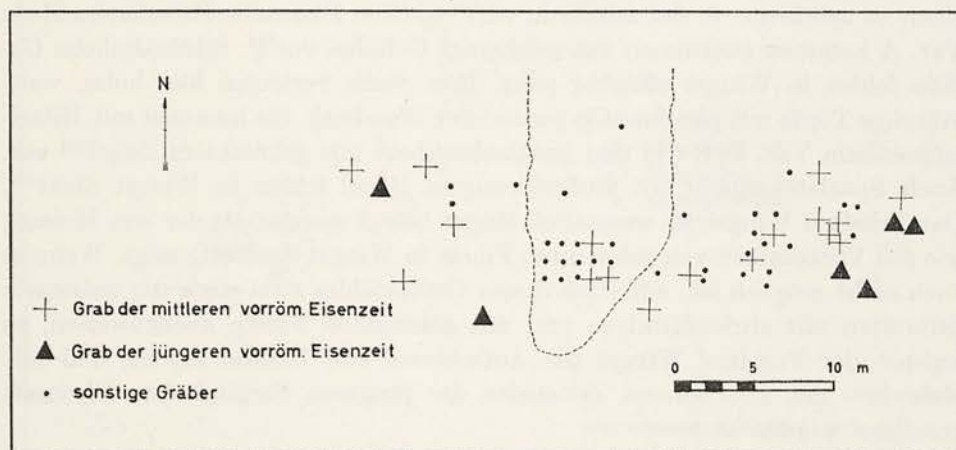 N
Grab der mittleren vorröm. Eisenzeit
Grab der jüngeren vorröm. Eisenzeit
sonstige Gräber
0 5 10 m